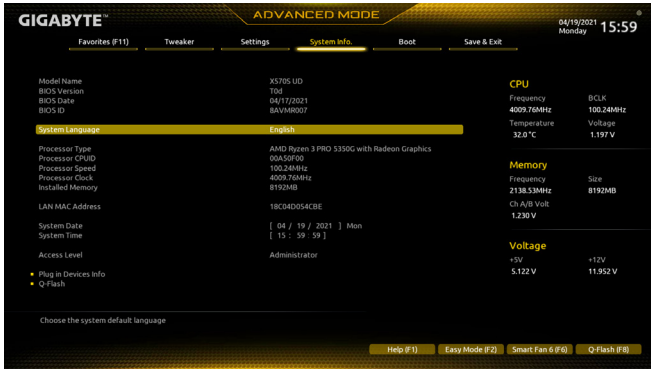 GIGABYTE™
ADVANCED MODE
04/19/2021 Monday 15:59
Favorites (F11) Tweaker Settings System Info. Boot Save & Exit
Model Name X570S UD
BIOS Version T0d
BIOS Date 04/17/2021
BIOS ID 8AVMR007
System Language English
Processor Type AMD Ryzen 3 PRO 5350G with Radeon Graphics
Processor CPUID 00A50F00
Processor Speed 100.24MHz
Processor Clock 4009.76MHz
Installed Memory 8192MB
LAN MAC Address 18C04D054CBE
System Date [ 04 / 19 / 2021 ] Mon
System Time [ 15 : 59 : 59 ]
Access Level Administrator
Plug in Devices Info
Q-Flash
CPU
Frequency BCLK
4009.76MHz 100.24MHz
Temperature Voltage
32.0 °C 1.197 V
Memory
Frequency Size
2138.53MHz 8192MB
Ch A/B Volt
1.230 V
Voltage
+5V +12V
5.122 V 11.952 V
Choose the system default language
Help (F1) Easy Mode (F2) Smart Fan 6 (F6) Q-Flash (F8)